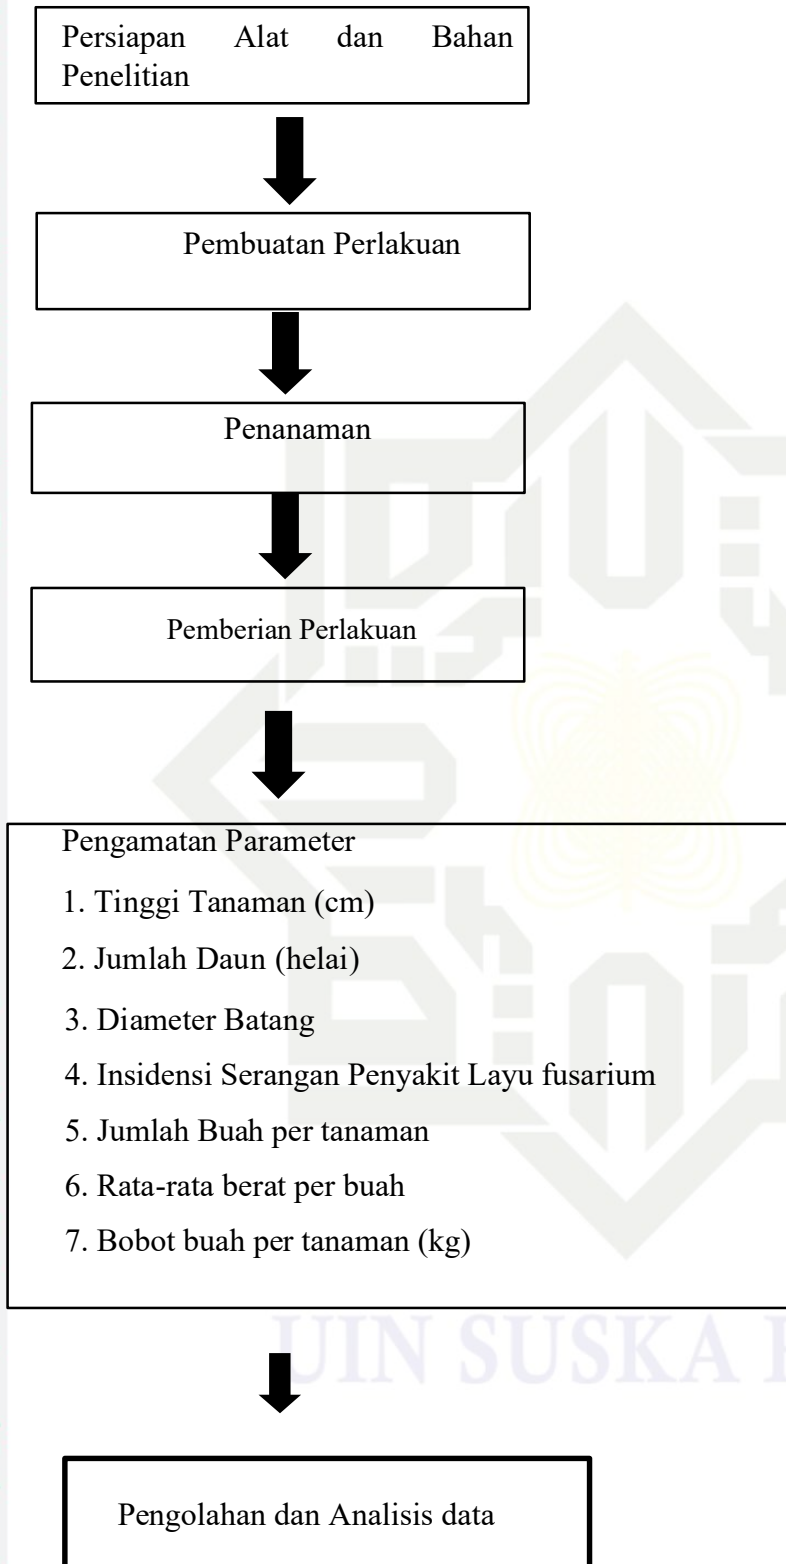 Persiapan Alat dan Bahan
Penelitian
Pembuatan Perlakuan
Penanaman
Pemberian Perlakuan
Pengamatan Parameter
1. Tinggi Tanaman (cm)
2. Jumlah Daun (helai)
3. Diameter Batang
4. Insidensi Serangan Penyakit Layu fusarium
5. Jumlah Buah per tanaman
6. Rata-rata berat per buah
7. Bobot buah per tanaman (kg)
UIN SUSKA
Pengolahan dan Analisis data